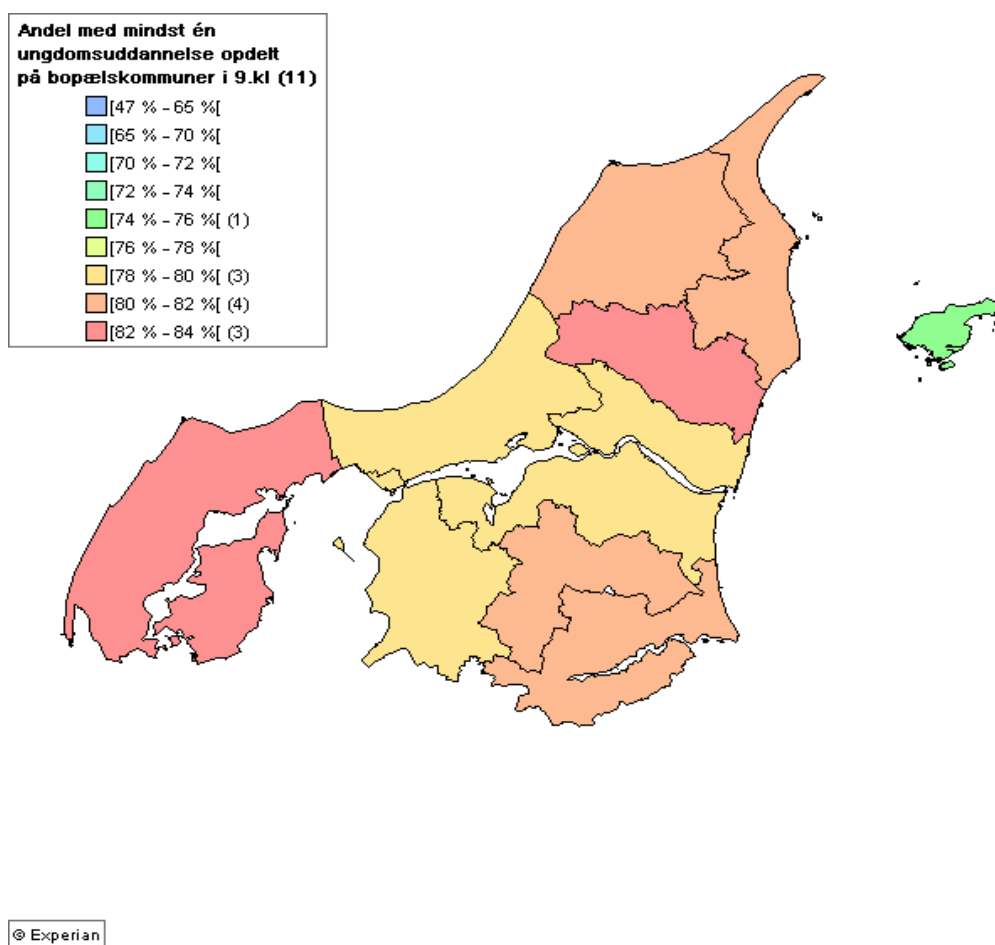 Andel med mindst én
ungdomsuddannelse opdelt
på bopælskommuner i 9.kl (11)
[47 % - 65 %[
[65 % - 70 %[
[70 % - 72 %[
[72 % - 74 %[
[74 % - 76 %[ (1)
[76 % - 78 %[
[78 % - 80 %[ (3)
[80 % - 82 %[ (4)
[82 % - 84 %[ (3)
© Experian